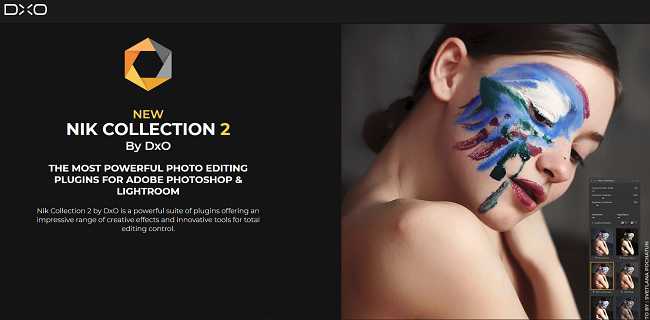 DXO
NEW
NIK COLLECTION 2
By DxO
THE MOST POWERFUL PHOTO EDITING
PLUGINS FOR ADOBE PHOTOSHOP &
LIGHTROOM
Nik Collection 2 by DxO is a powerful suite of plugins offering an
impressive range of creative effects and innovative tools for total
editing control.